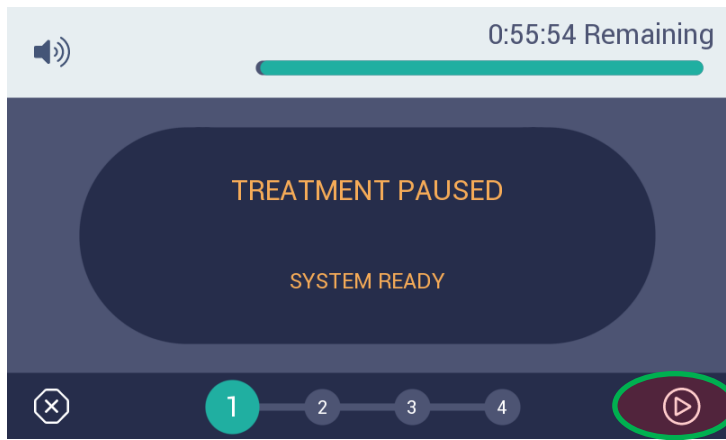 0:55:54 Remaining
TREATMENT PAUSED
SYSTEM READY
1 2 3 4